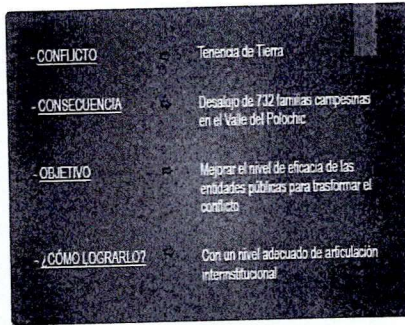 - CONFLICTO ⇨ Tenencia de Tierra
- CONSECUENCIA ⇨ Desalojo de 732 familias campesinas
en el Valle del Polochic
- OBJETIVO ⇨ Mejorar el nivel de eficacia de las
entidades públicas para trasformar el
conflicto
- ¿CÓMO LOGRARLO? ⇨ Con un nivel adecuado de articulación
interinstitucional